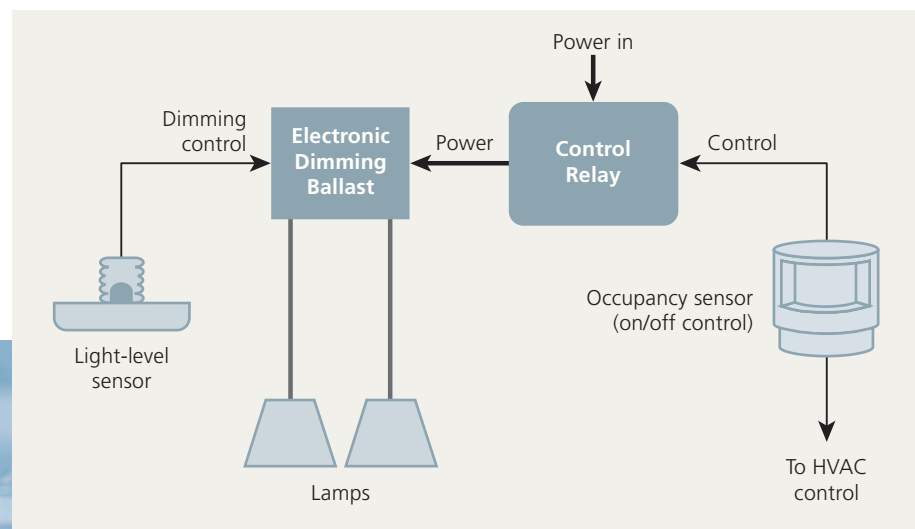 Power in
Dimming
control
Electronic
Dimming
Ballast
Power
Control
Relay
Control
Occupancy sensor
(on/off control)
Light-level
sensor
Lamps
To HVAC
control